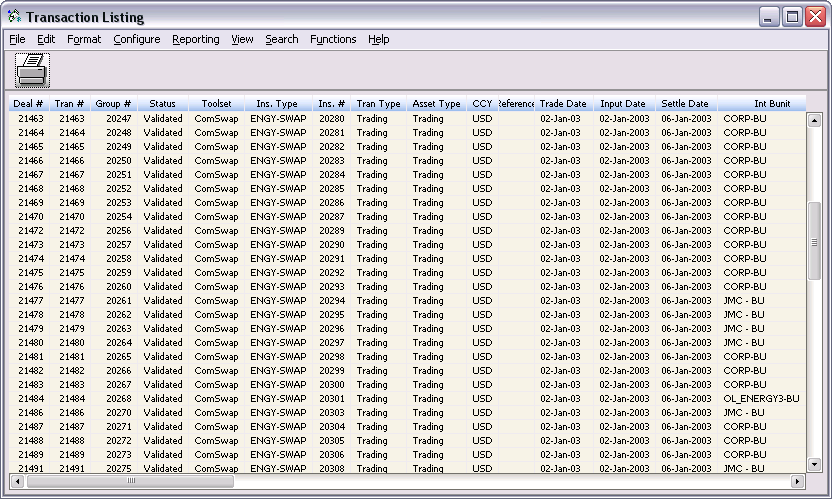 Transaction Listing
File Edit Format Configure Reporting View Search Functions Help
Deal # Tran # Group # Status Toolset Ins. Type Ins. # Tran Type Asset Type CCY Reference Trade Date Input Date Settle Date Int Bunit
21463 21463 20247 Validated ComSwap ENGY-SWAP 20280 Trading Trading USD 02-Jan-03 02-Jan-2003 06-Jan-2003 CORP-BU
21464 21464 20248 Validated ComSwap ENGY-SWAP 20281 Trading Trading USD 02-Jan-03 02-Jan-2003 06-Jan-2003 CORP-BU
21465 21465 20249 Validated ComSwap ENGY-SWAP 20282 Trading Trading USD 02-Jan-03 02-Jan-2003 06-Jan-2003 CORP-BU
21466 21466 20250 Validated ComSwap ENGY-SWAP 20283 Trading Trading USD 02-Jan-03 02-Jan-2003 06-Jan-2003 CORP-BU
21467 21467 20251 Validated ComSwap ENGY-SWAP 20284 Trading Trading USD 02-Jan-03 02-Jan-2003 06-Jan-2003 CORP-BU
21468 21468 20252 Validated ComSwap ENGY-SWAP 20285 Trading Trading USD 02-Jan-03 02-Jan-2003 06-Jan-2003 CORP-BU
21469 21469 20253 Validated ComSwap ENGY-SWAP 20286 Trading Trading USD 02-Jan-03 02-Jan-2003 06-Jan-2003 CORP-BU
21470 21470 20254 Validated ComSwap ENGY-SWAP 20287 Trading Trading USD 02-Jan-03 02-Jan-2003 06-Jan-2003 CORP-BU
21472 21472 20256 Validated ComSwap ENGY-SWAP 20289 Trading Trading USD 02-Jan-03 02-Jan-2003 06-Jan-2003 CORP-BU
21473 21473 20257 Validated ComSwap ENGY-SWAP 20290 Trading Trading USD 02-Jan-03 02-Jan-2003 06-Jan-2003 CORP-BU
21474 21474 20258 Validated ComSwap ENGY-SWAP 20291 Trading Trading USD 02-Jan-03 02-Jan-2003 06-Jan-2003 CORP-BU
21475 21475 20259 Validated ComSwap ENGY-SWAP 20292 Trading Trading USD 02-Jan-03 02-Jan-2003 06-Jan-2003 CORP-BU
21476 21476 20260 Validated ComSwap ENGY-SWAP 20293 Trading Trading USD 02-Jan-03 02-Jan-2003 06-Jan-2003 CORP-BU
21477 21477 20261 Validated ComSwap ENGY-SWAP 20294 Trading Trading USD 02-Jan-03 02-Jan-2003 06-Jan-2003 JMC - BU
21478 21478 20262 Validated ComSwap ENGY-SWAP 20295 Trading Trading USD 02-Jan-03 02-Jan-2003 06-Jan-2003 JMC - BU
21479 21479 20263 Validated ComSwap ENGY-SWAP 20296 Trading Trading USD 02-Jan-03 02-Jan-2003 06-Jan-2003 JMC - BU
21480 21480 20264 Validated ComSwap ENGY-SWAP 20297 Trading Trading USD 02-Jan-03 02-Jan-2003 06-Jan-2003 JMC - BU
21481 21481 20265 Validated ComSwap ENGY-SWAP 20298 Trading Trading USD 02-Jan-03 02-Jan-2003 06-Jan-2003 CORP-BU
21482 21482 20266 Validated ComSwap ENGY-SWAP 20299 Trading Trading USD 02-Jan-03 02-Jan-2003 06-Jan-2003 CORP-BU
21483 21483 20267 Validated ComSwap ENGY-SWAP 20300 Trading Trading USD 02-Jan-03 02-Jan-2003 06-Jan-2003 CORP-BU
21484 21484 20268 Validated ComSwap ENGY-SWAP 20301 Trading Trading USD 02-Jan-03 02-Jan-2003 06-Jan-2003 OL_ENERGY3-BU
21486 21486 20270 Validated ComSwap ENGY-SWAP 20303 Trading Trading USD 02-Jan-03 02-Jan-2003 06-Jan-2003 JMC - BU
21487 21487 20271 Validated ComSwap ENGY-SWAP 20304 Trading Trading USD 02-Jan-03 02-Jan-2003 06-Jan-2003 CORP-BU
21488 21488 20272 Validated ComSwap ENGY-SWAP 20305 Trading Trading USD 02-Jan-03 02-Jan-2003 06-Jan-2003 CORP-BU
21489 21489 20273 Validated ComSwap ENGY-SWAP 20306 Trading Trading USD 02-Jan-03 02-Jan-2003 06-Jan-2003 CORP-BU
21491 21491 20275 Validated ComSwap ENGY-SWAP 20308 Trading Trading USD 02-Jan-03 02-Jan-2003 06-Jan-2003 JMC - BU